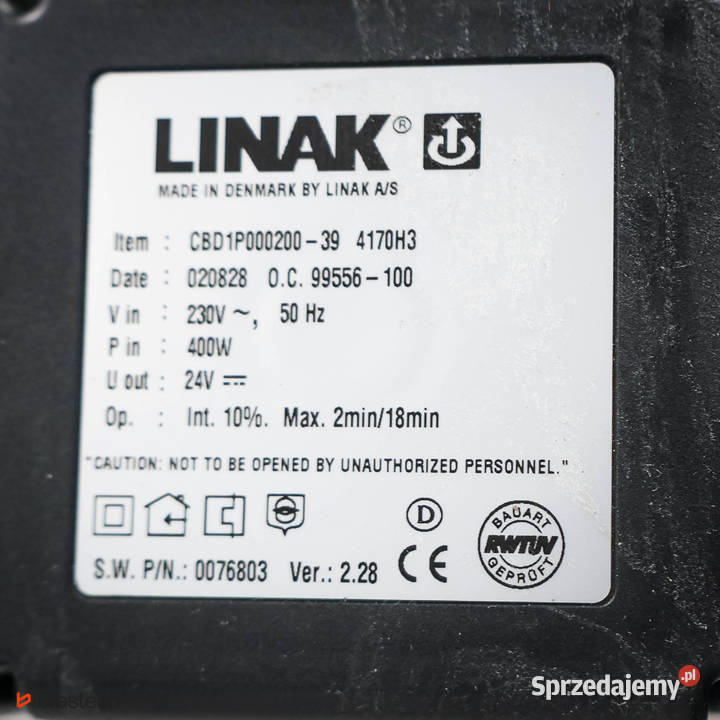 LINAK®
MADE IN DENMARK BY LINAK A/S
Item : CBD1P000200-39 4170H3
Date : 020828 O.C. 99556-100
V in : 230V ~, 50 Hz
P in : 400W
U out : 24V ⎓
Op. : Int. 10%. Max. 2min/18min
"CAUTION: NOT TO BE OPENED BY UNAUTHORIZED PERSONNEL."
D
BAUART
RWTÜV
GEPRÜFT
S.W. P/N.: 0076803 Ver.: 2.28 CE
Sprzedajemy.pl